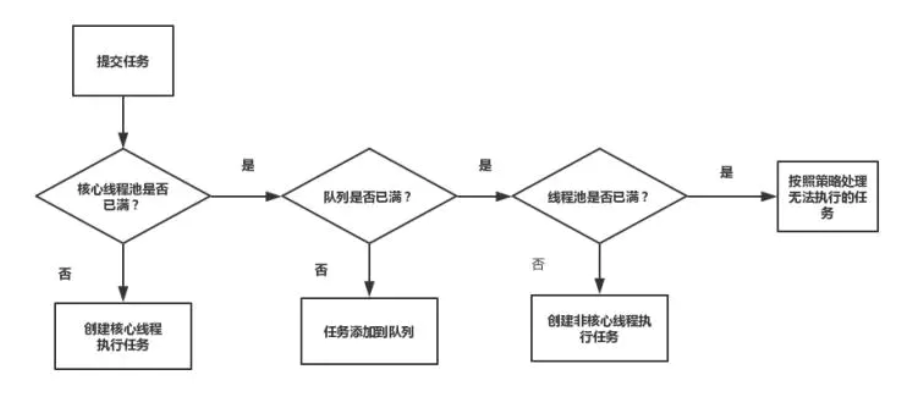 提交任务
核心线程池是否
已满？
是
队列是否已满？
是
线程池是否已满？
是
按照策略处理
无法执行的任
务
否
创建核心线程
执行任务
否
任务添加到队列
否
创建非核心线程执
行任务